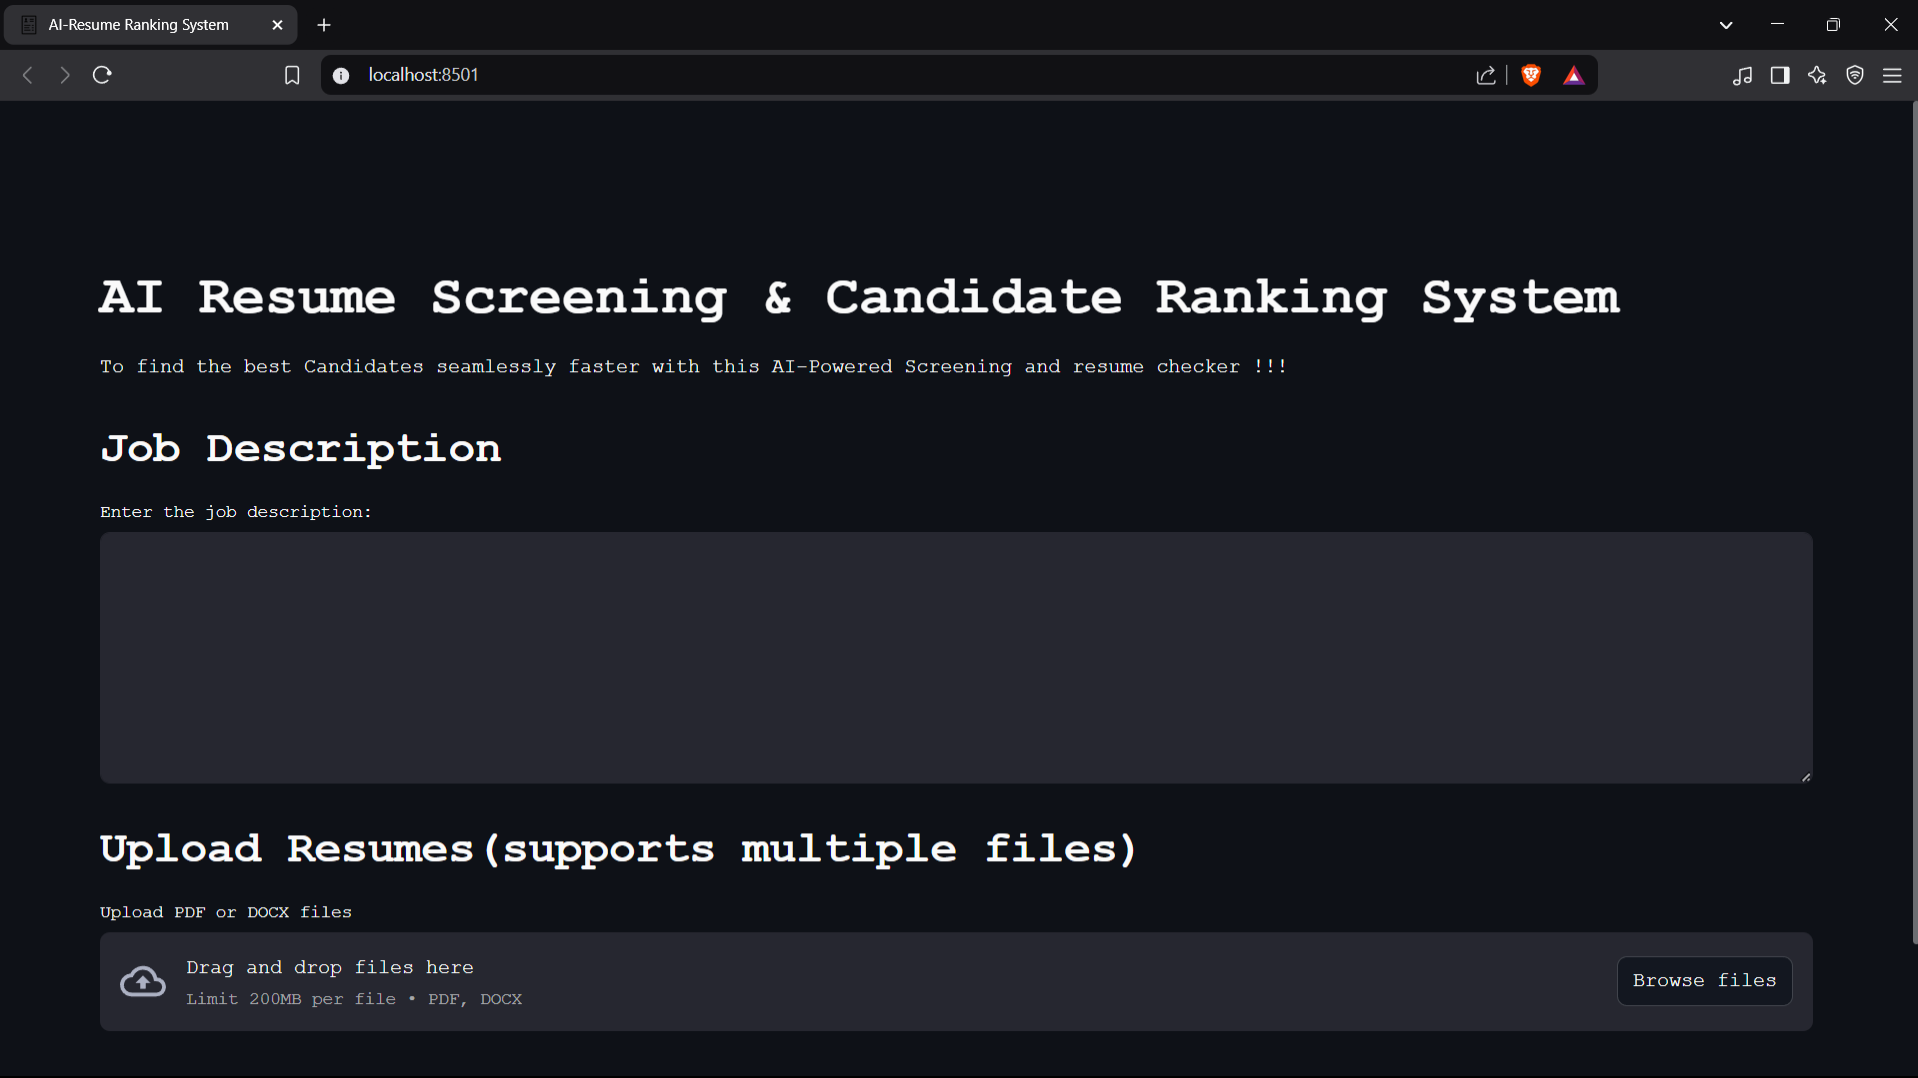 AI-Resume Ranking System
localhost:8501
AI Resume Screening & Candidate Ranking System
To find the best Candidates seamlessly faster with this AI-Powered Screening and resume checker !!!
Job Description
Enter the job description:
Upload Resumes(supports multiple files)
Upload PDF or DOCX files
Drag and drop files here
Limit 200MB per file • PDF, DOCX
Browse files